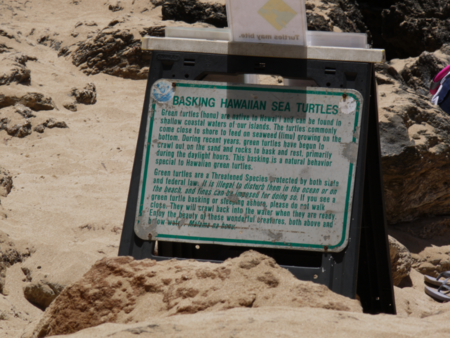 BASKING HAWAIIAN SEA TURTLES
Green turtles (honu) are native to Hawai'i and can be found in
shallow coastal waters of our islands. The turtles commonly
come close to shore to feed on seaweed (limu) growing on the
bottom. During recent years, green turtles have begun to
crawl out on the sand and rocks to bask and rest, primarily
during the daylight hours. This basking is a natural behavior
special to Hawaiian green turtles.
Green turtles are a Threatened Species protected by both state
and federal law. It is illegal to disturb them in the ocean or on
the beach, and fines can be imposed for doing so. If you see a
green turtle basking or sleeping ashore, please do not walk
close. They will crawl back into the water when they are ready.
Enjoy the beauty of these wonderful creatures, both above and
below water.